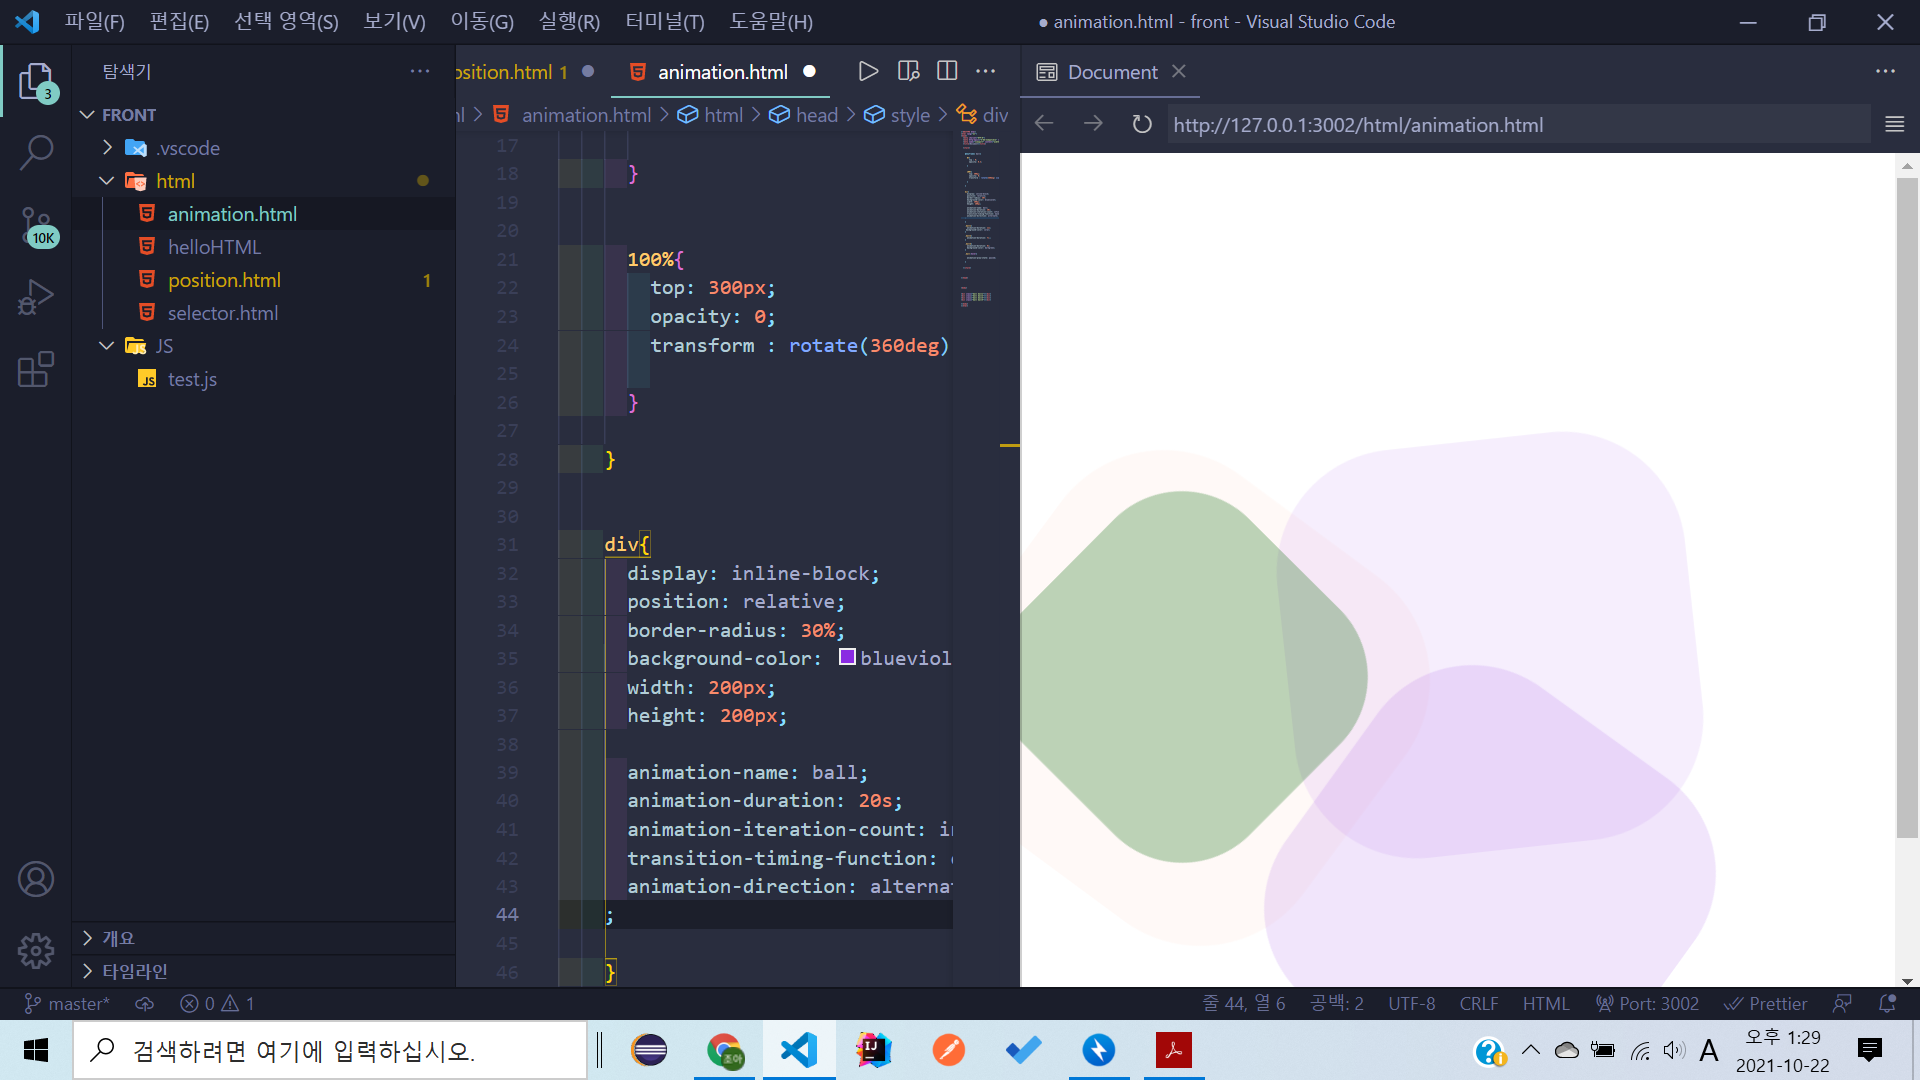 파일(F) 편집(E) 선택 영역(S) 보기(V) 이동(G) 실행(R) 터미널(T) 도움말(H)
● animation.html - front - Visual Studio Code
탐색기
osition.html 1
animation.html
Document
FRONT
animation.html > html > head > style > div
http://127.0.0.1:3002/html/animation.html
.vscode
html
animation.html
helloHTML
position.html 1
selector.html
JS
test.js
3
10K
17
18 }
19
20
21 100%{
22 top: 300px;
23 opacity: 0;
24 transform : rotate(360deg)
25
26 }
27
28 }
29
30
31 div{
32 display: inline-block;
33 position: relative;
34 border-radius: 30%;
35 background-color: blueviol
36 width: 200px;
37 height: 200px;
38
39 animation-name: ball;
40 animation-duration: 20s;
41 animation-iteration-count: in
42 transition-timing-function:
43 animation-direction: alternat
44 ;
45
46 }
개요
타임라인
master* 0 1
줄 44, 열 6 공백: 2 UTF-8 CRLF HTML Port: 3002 Prettier
검색하려면 여기에 입력하십시오.
조아
IJ
A
오후 1:29
2021-10-22